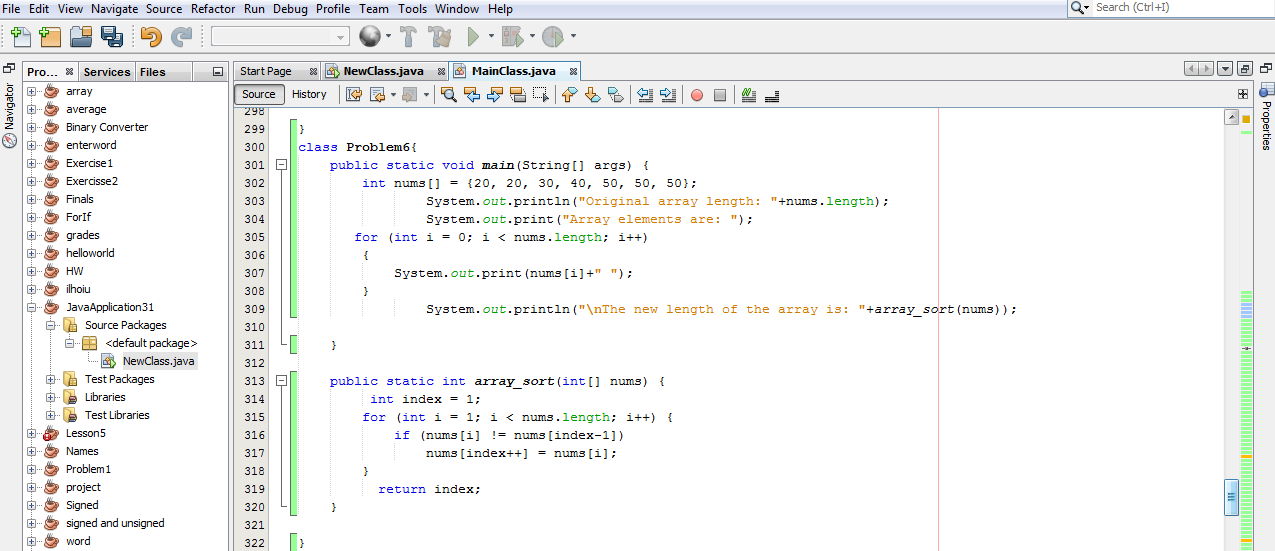 File Edit View Navigate Source Refactor Run Debug Profile Team Tools Window Help
Search (Ctrl+I)
Pro... Services Files
Start Page NewClass.java MainClass.java
Source History
Navigator
Properties
array
average
Binary Converter
enterword
Exercise1
Exercisse2
Finals
ForIf
grades
helloworld
HW
ilhoiu
JavaApplication31
Source Packages
<default package>
NewClass.java
Test Packages
Libraries
Test Libraries
Lesson5
Names
Problem1
project
Signed
signed and unsigned
word
298
299 }
300 class Problem6{
301 public static void main(String[] args) {
302 int nums[] = {20, 20, 30, 40, 50, 50, 50};
303 System.out.println("Original array length: "+nums.length);
304 System.out.print("Array elements are: ");
305 for (int i = 0; i < nums.length; i++)
306 {
307 System.out.print(nums[i]+" ");
308 }
309 System.out.println("\nThe new length of the array is: "+array_sort(nums));
310
311 }
312
313 public static int array_sort(int[] nums) {
314 int index = 1;
315 for (int i = 1; i < nums.length; i++) {
316 if (nums[i] != nums[index-1])
317 nums[index++] = nums[i];
318 }
319 return index;
320 }
321
322 }